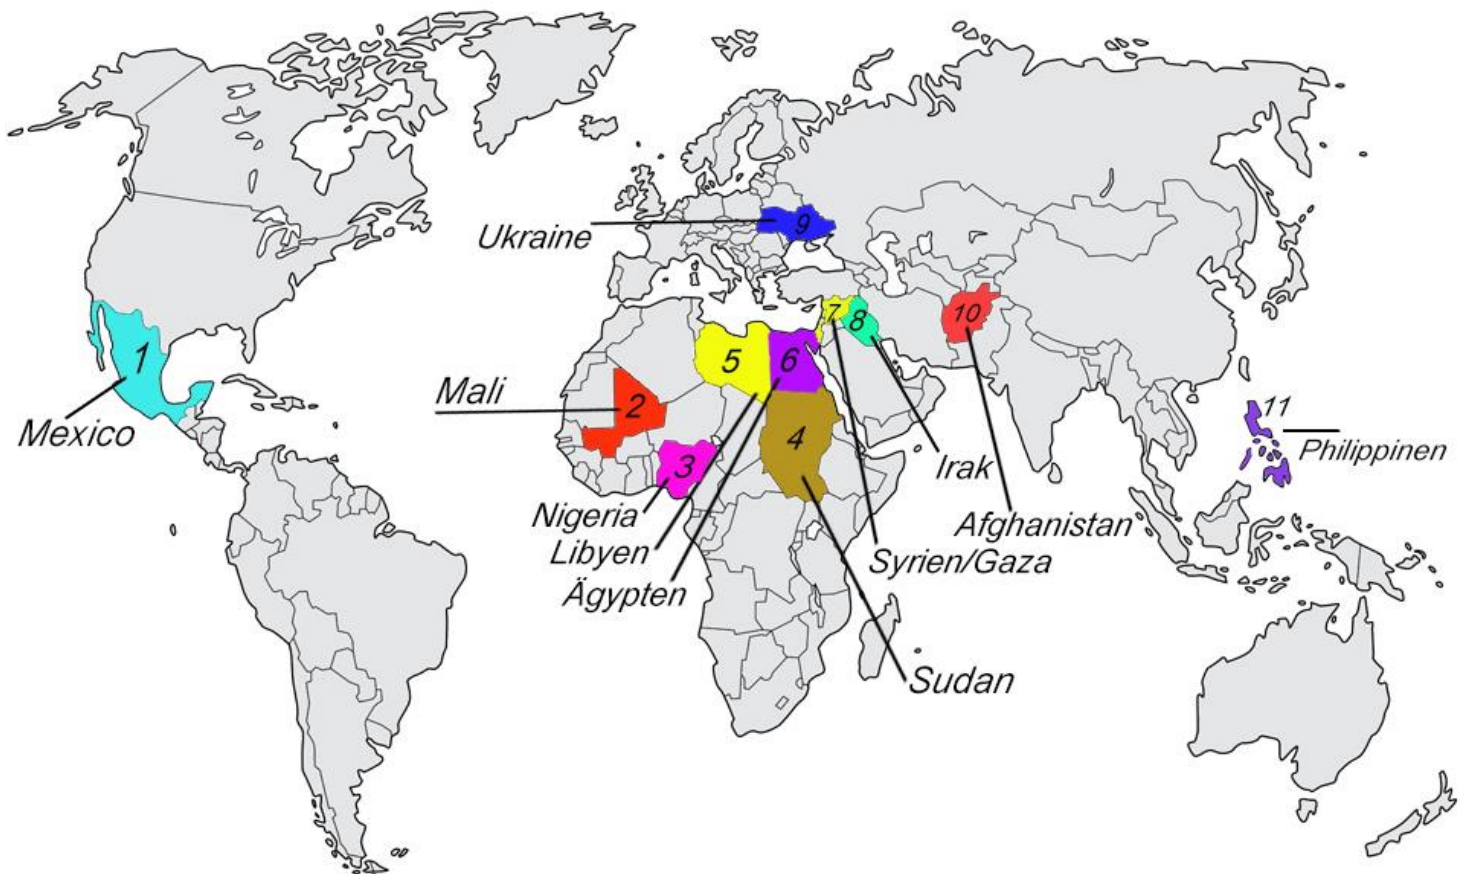 Ukraine
9
1
Mexico
Mali
2
3
4
5
6
7
8
10
11
Philippinen
Irak
Nigeria
Libyen
Ägypten
Afghanistan
Syrien/Gaza
Sudan